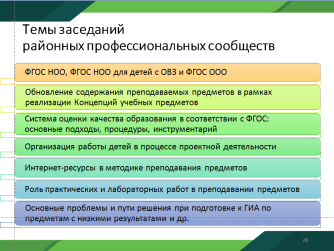 Темы заседаний
районных профессиональных сообществ
ФГОС НОО, ФГОС НОО для детей с ОВЗ и ФГОС ООО
Обновление содержания преподаваемых предметов в рамках
реализации Концепций учебных предметов
Система оценки качества образования в соответствии с ФГОС:
основные подходы, процедуры, инструментарий
Организация работы детей в процессе проектной деятельности
Интернет-ресурсы в методике преподавания предметов
Роль практических и лабораторных работ в преподавании предметов
Основные проблемы и пути решения при подготовке к ГИА по
предметам с низкими результатами и др.